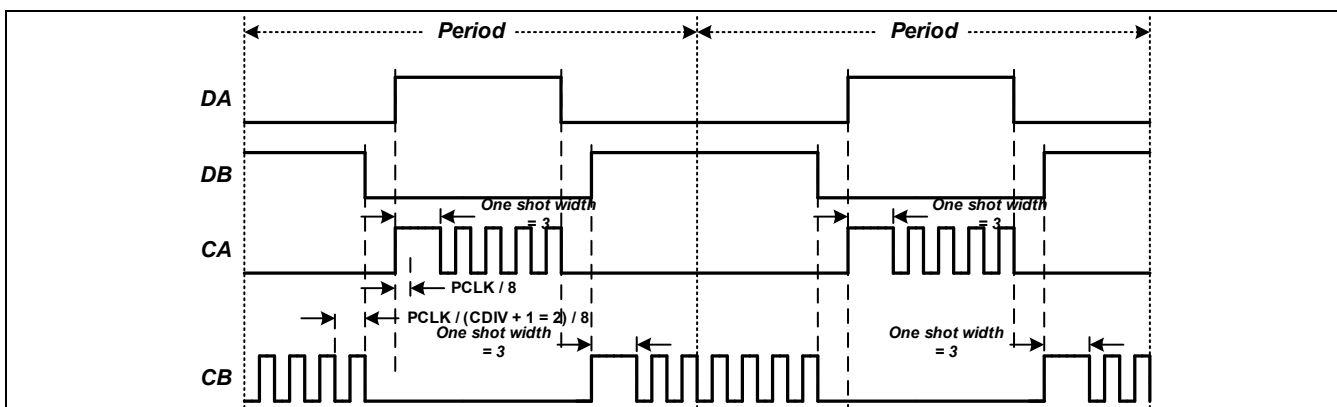 Period Period
DA
DB
One shot width
= 3
One shot width
= 3
CA
PCLK / 8
PCLK / (CDIV + 1 = 2) / 8
One shot width
= 3
One shot width
= 3
CB